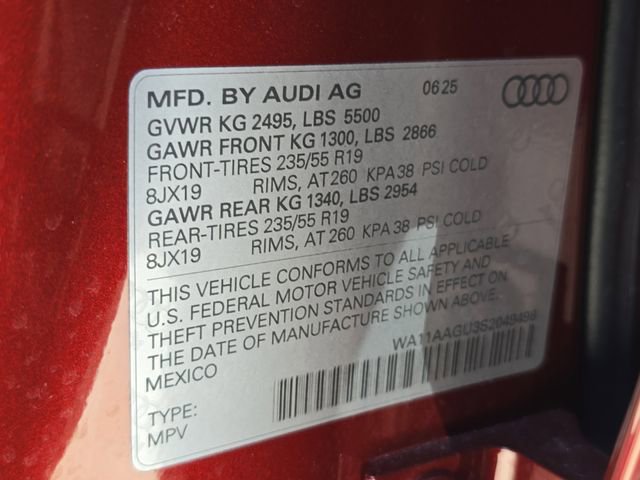 MFD. BY AUDI AG 06 25
GVWR KG 2495, LBS 5500
GAWR FRONT KG 1300, LBS 2866
FRONT-TIRES 235/55 R19
8JX19 RIMS, AT 260 KPA 38 PSI COLD
GAWR REAR KG 1340, LBS 2954
REAR-TIRES 235/55 R19
8JX19 RIMS, AT 260 KPA 38 PSI COLD
THIS VEHICLE CONFORMS TO ALL APPLICABLE
U.S. FEDERAL MOTOR VEHICLE SAFETY AND
THEFT PREVENTION STANDARDS IN EFFECT ON
THE DATE OF MANUFACTURE SHOWN ABOVE.
MEXICO WA11AAGU3S2049498
TYPE:
MPV